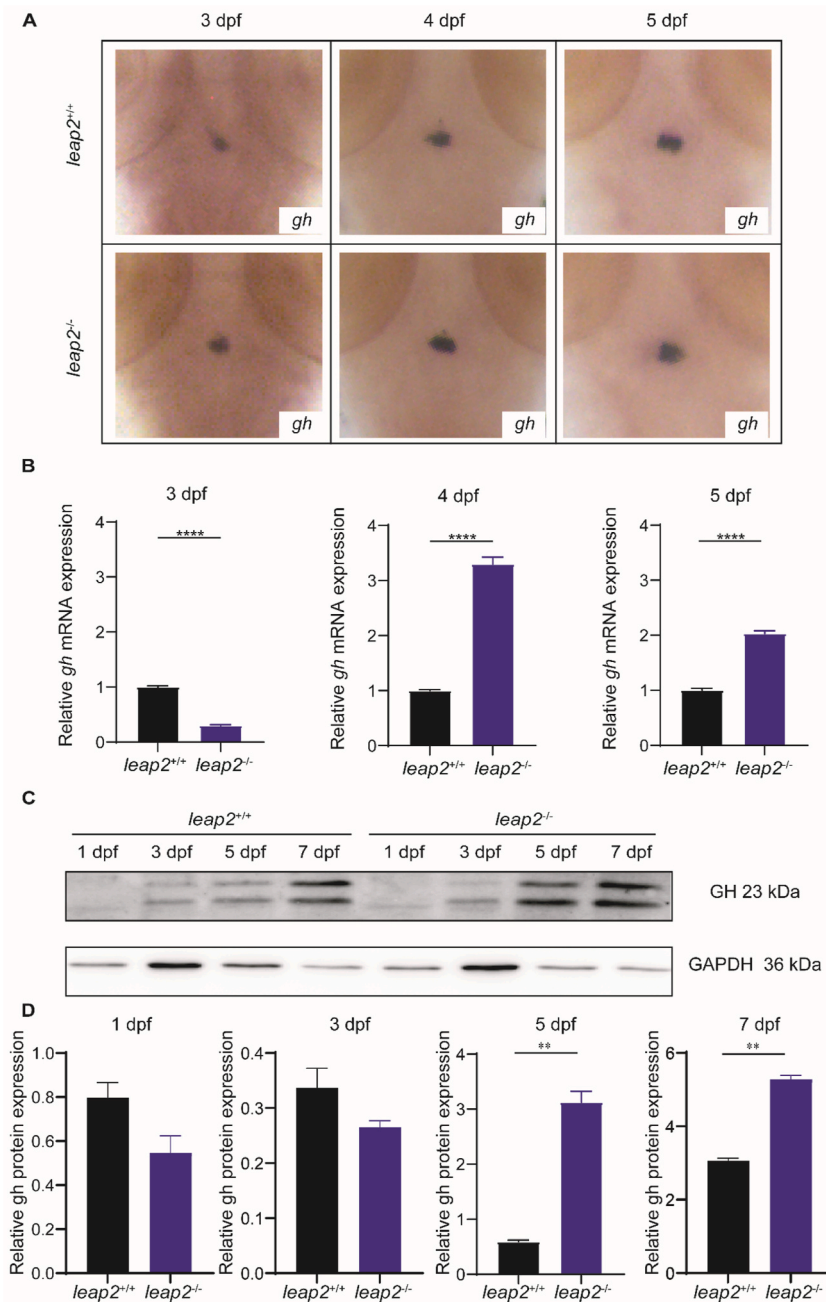 A
3 dpf 4 dpf 5 dpf
leap2+/+
gh gh gh
leap2-/-
gh gh gh
B
3 dpf 4 dpf 5 dpf
Relative gh mRNA expression
4
3
2
1
0
****
leap2+/+ leap2-/-
Relative gh mRNA expression
4
3
2
1
0
****
leap2+/+ leap2-/-
Relative gh mRNA expression
4
3
2
1
0
****
leap2+/+ leap2-/-
C
leap2+/+ leap2-/-
1 dpf 3 dpf 5 dpf 7 dpf 1 dpf 3 dpf 5 dpf 7 dpf
GH 23 kDa
GAPDH 36 kDa
D
1 dpf 3 dpf 5 dpf 7 dpf
Relative gh protein expression
1.0
0.8
0.6
0.4
0.2
0.0
leap2+/+ leap2-/-
Relative gh protein expression
0.4
0.3
0.2
0.1
0.0
leap2+/+ leap2-/-
Relative gh protein expression
4
3
2
1
0
**
leap2+/+ leap2-/-
Relative gh protein expression
6
4
2
0
**
leap2+/+ leap2-/-